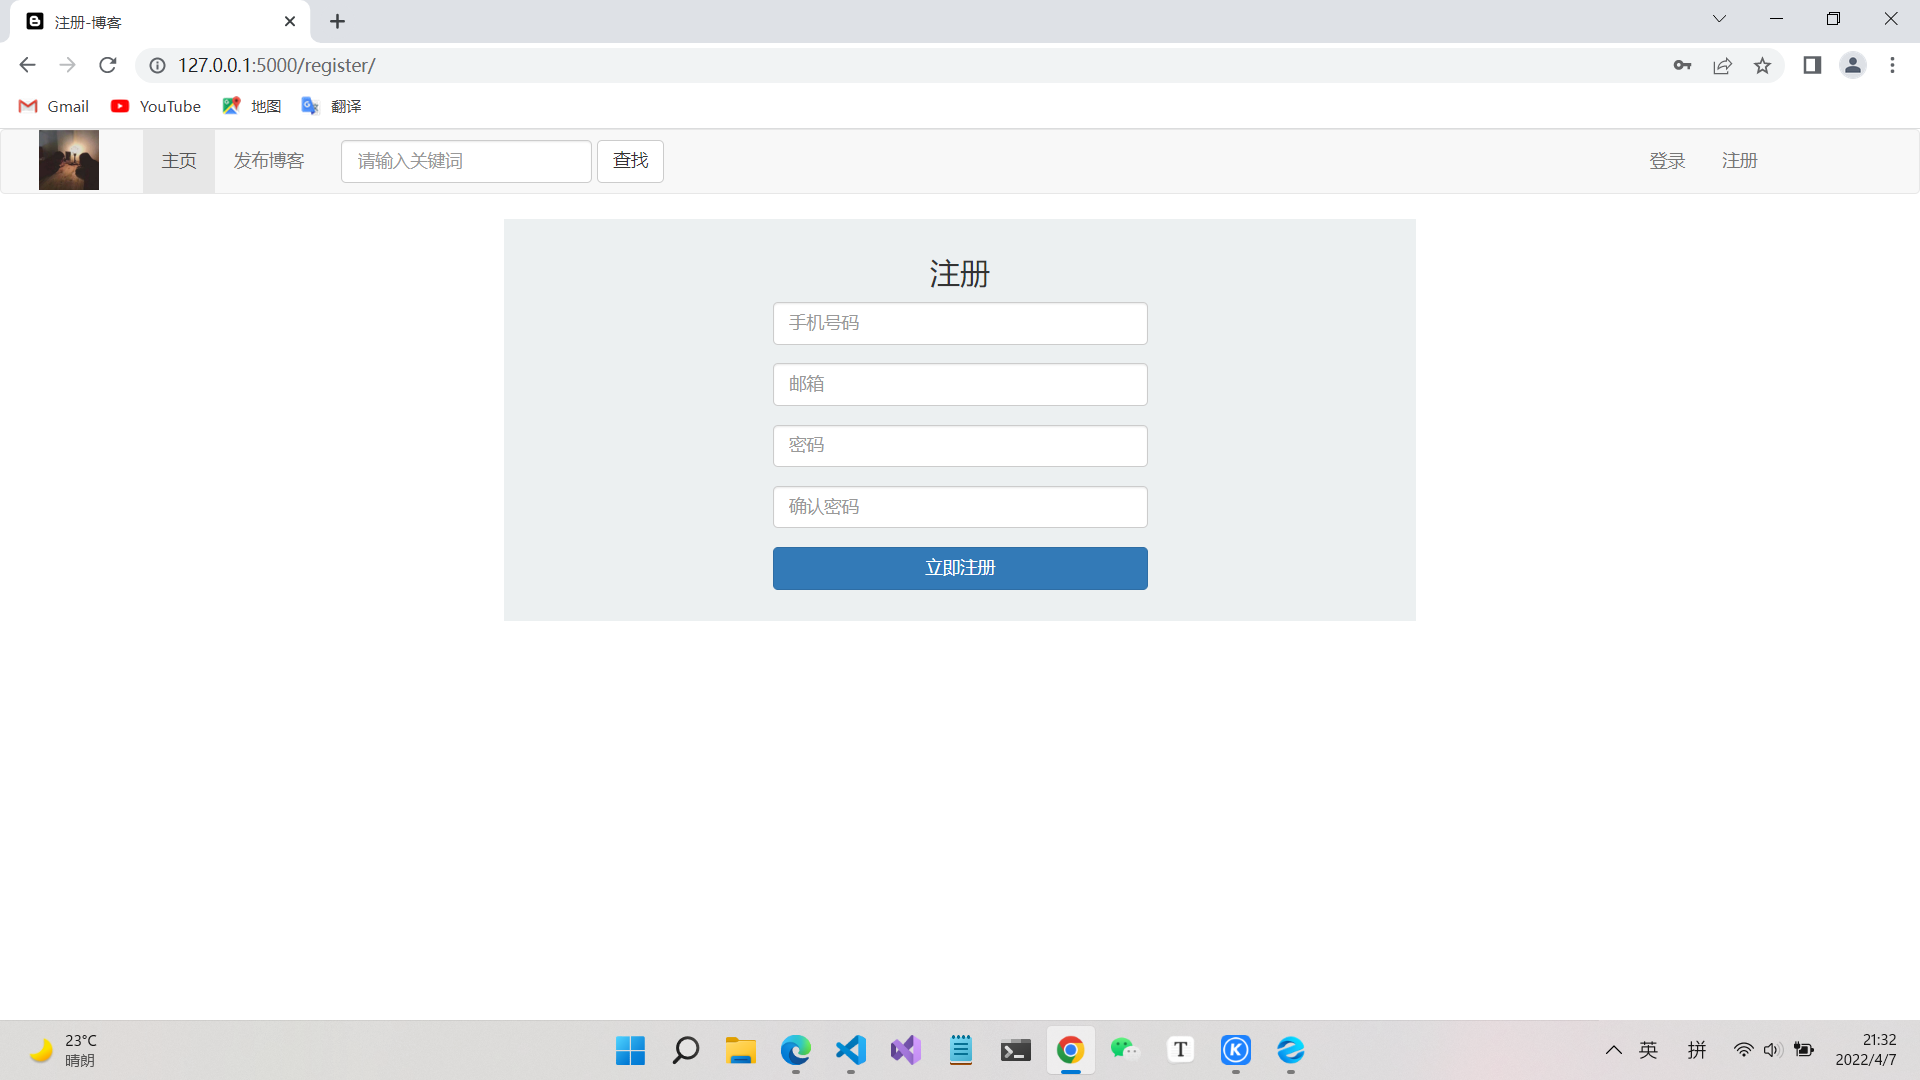 注册-博客
127.0.0.1:5000/register/
Gmail YouTube 地图 翻译
主页 发布博客 请输入关键词 查找 登录 注册
注册
手机号码
邮箱
密码
确认密码
立即注册
23°C
晴朗
英 拼
21:32
2022/4/7